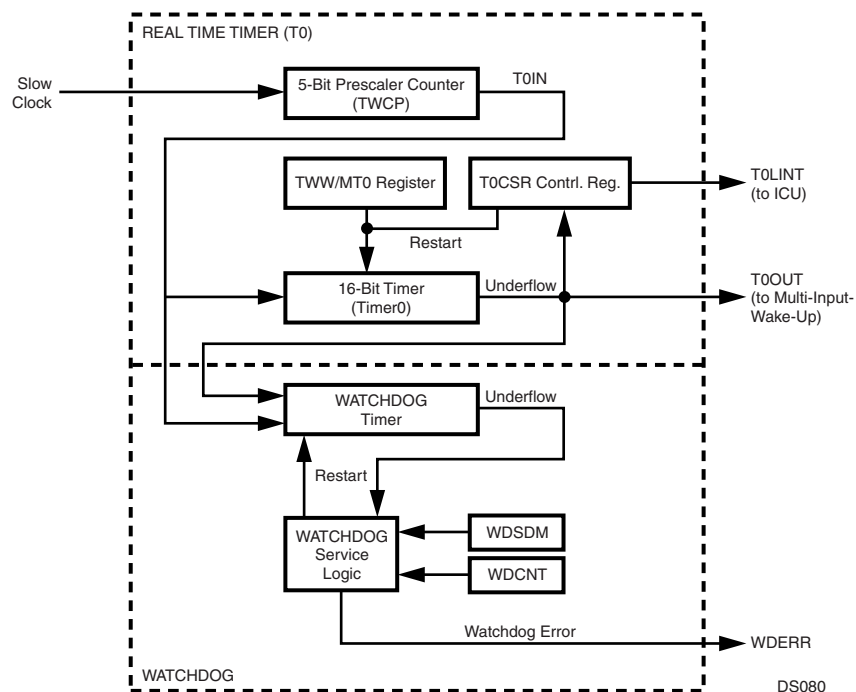 REAL TIME TIMER (T0)
Slow
Clock
5-Bit Prescaler Counter
(TWCP)
T0IN
TWW/MT0 Register
T0CSR Contrl. Reg.
T0LINT
(to ICU)
Restart
16-Bit Timer
(Timer0)
Underflow
T0OUT
(to Multi-Input-
Wake-Up)
WATCHDOG
Timer
Underflow
Restart
WATCHDOG
Service
Logic
WDSDM
WDCNT
Watchdog Error
WDERR
WATCHDOG
DS080